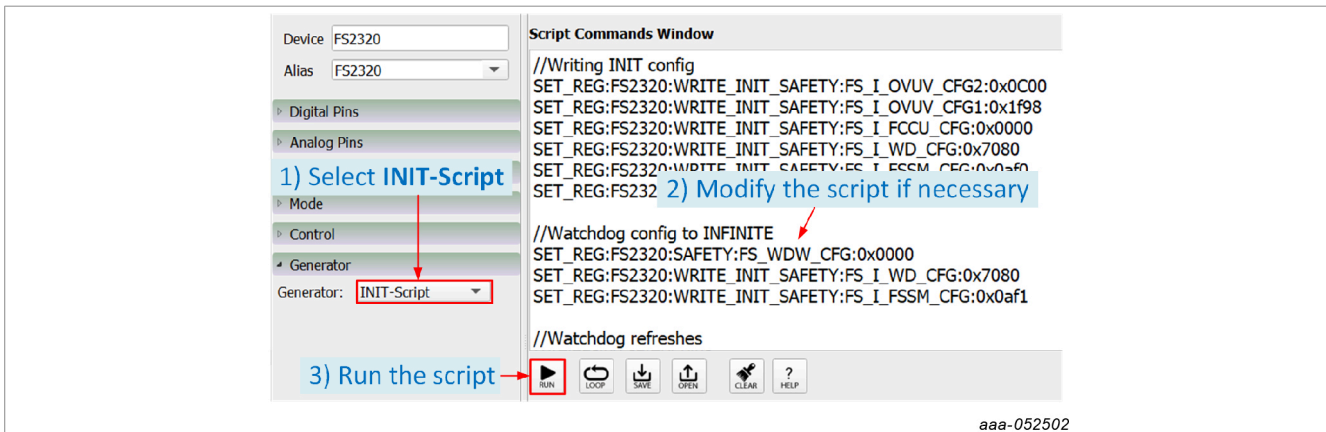 Device FS2320
Alias FS2320
Digital Pins
Analog Pins
1) Select INIT-Script
Mode
Control
Generator
Generator: INIT-Script
Script Commands Window
//Writing INIT config
SET_REG:FS2320:WRITE_INIT_SAFETY:FS_I_OVUV_CFG2:0x0C00
SET_REG:FS2320:WRITE_INIT_SAFETY:FS_I_OVUV_CFG1:0x1f98
SET_REG:FS2320:WRITE_INIT_SAFETY:FS_I_FCCU_CFG:0x0000
SET_REG:FS2320:WRITE_INIT_SAFETY:FS_I_WD_CFG:0x7080
SET_REG:FS2320:WRITE_INIT_SAFETY:FS_I_FSSM_CFG:0x0af0
SET_REG:FS232
2) Modify the script if necessary
//Watchdog config to INFINITE
SET_REG:FS2320:SAFETY:FS_WDW_CFG:0x0000
SET_REG:FS2320:WRITE_INIT_SAFETY:FS_I_WD_CFG:0x7080
SET_REG:FS2320:WRITE_INIT_SAFETY:FS_I_FSSM_CFG:0x0af1
//Watchdog refreshes
3) Run the script
RUN LOOP SAVE OPEN CLEAR ? HELP
aaa-052502